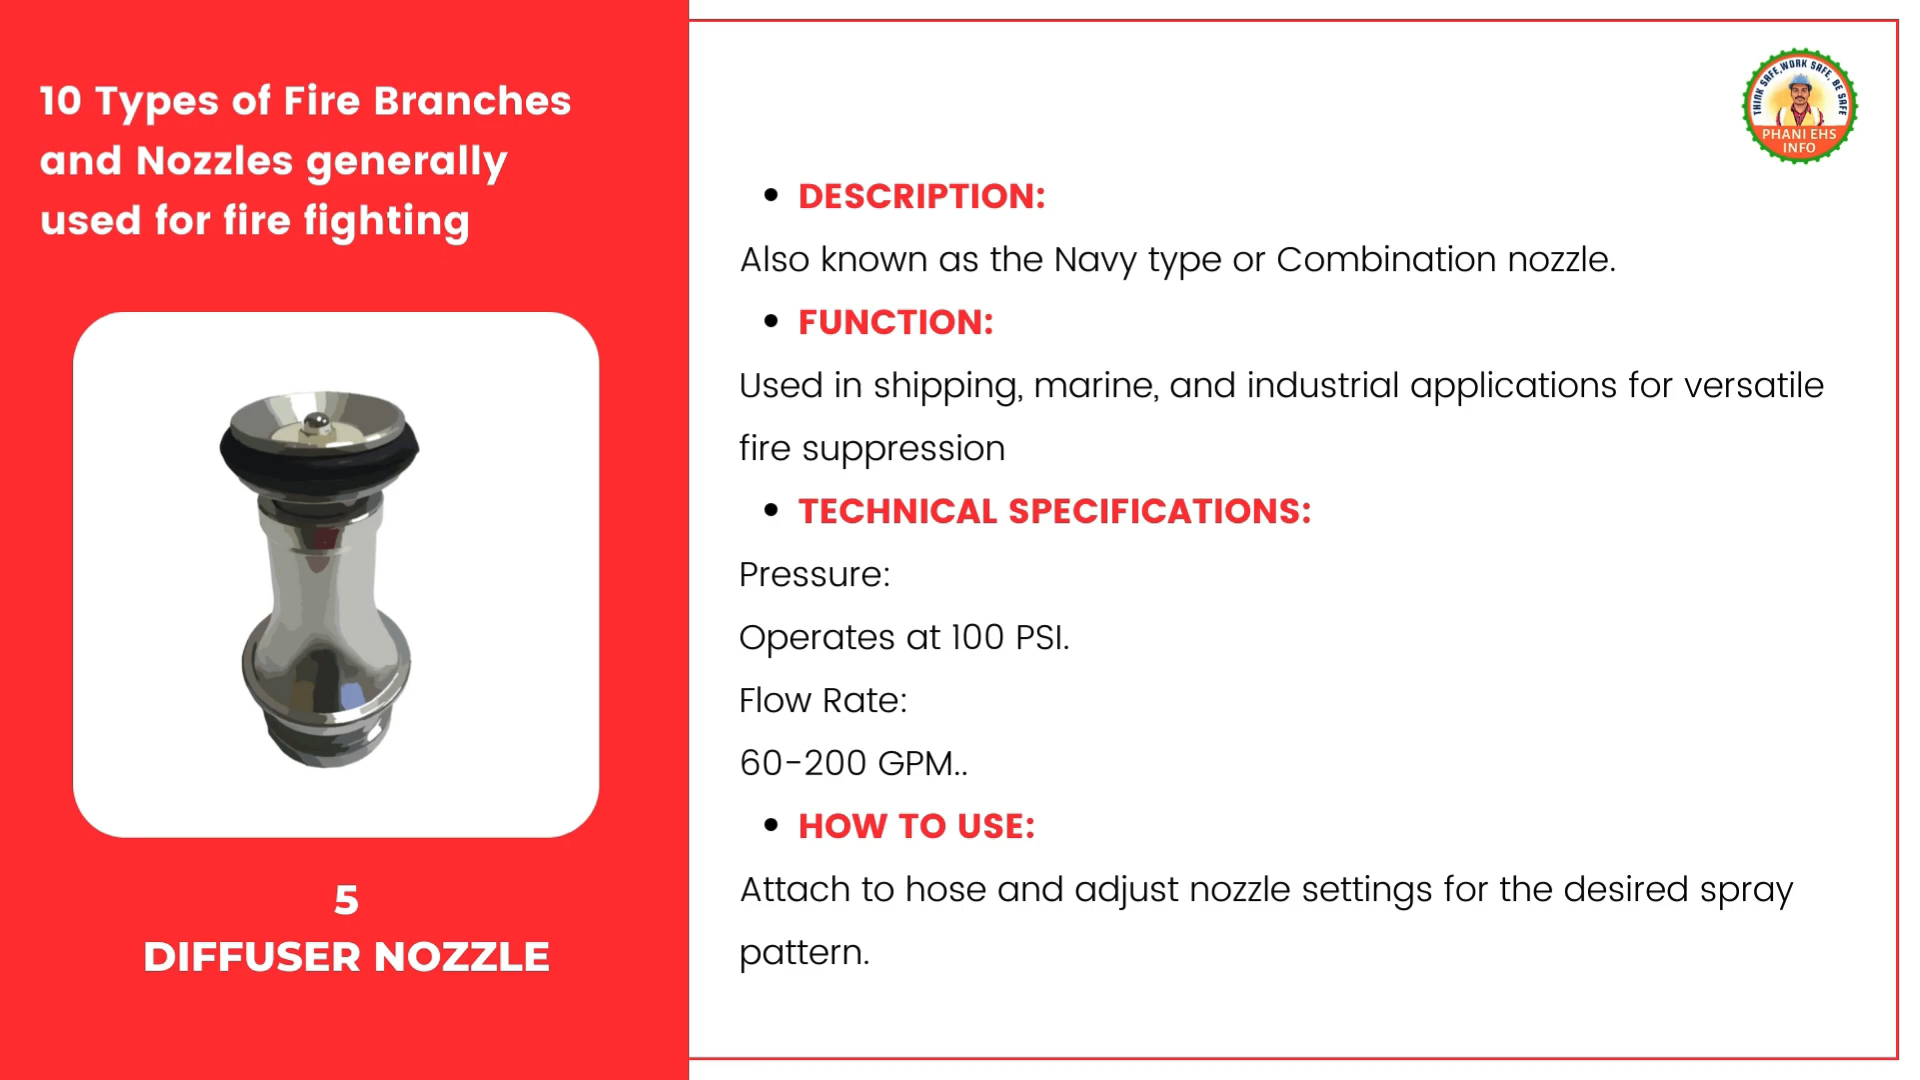 10 Types of Fire Branches
and Nozzles generally
used for fire fighting
5
DIFFUSER NOZZLE
THINK SAFE, WORK SAFE, BE SAFE
PHANI EHS
INFO
• DESCRIPTION:
Also known as the Navy type or Combination nozzle.
• FUNCTION:
Used in shipping, marine, and industrial applications for versatile
fire suppression
• TECHNICAL SPECIFICATIONS:
Pressure:
Operates at 100 PSI.
Flow Rate:
60-200 GPM..
• HOW TO USE:
Attach to hose and adjust nozzle settings for the desired spray
pattern.